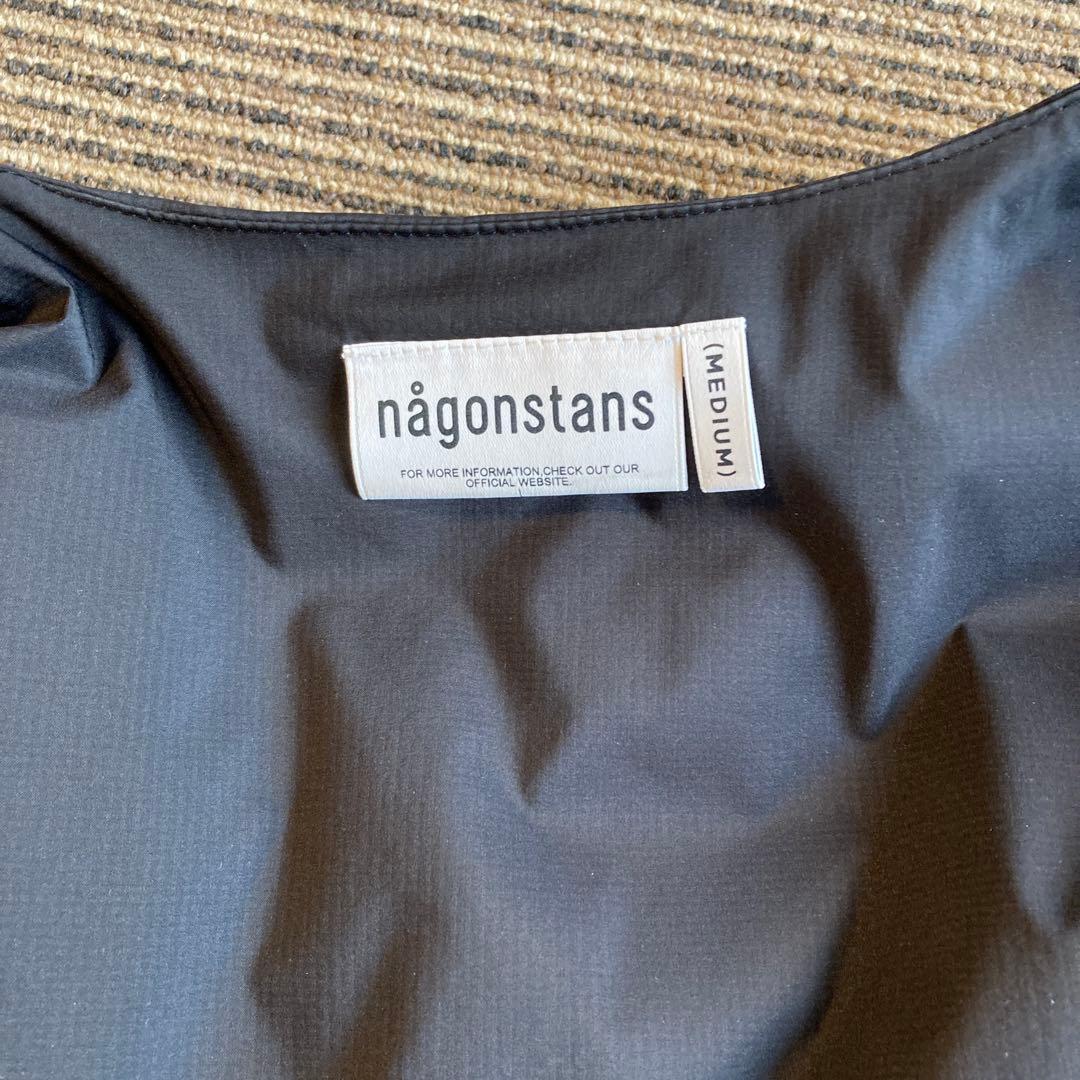 någonstans
FOR MORE INFORMATION,CHECK OUT OUR
OFFICIAL WEBSITE.
(MEDIUM)